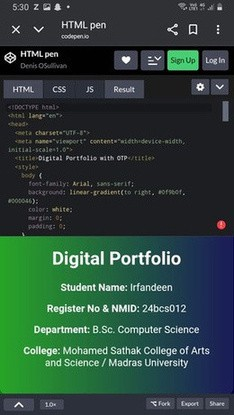 5:30 Z
HTML pen
codepen.io
HTML pen
Denis OSullivan
Sign Up
Log In
HTML
CSS
JS
Result
<!DOCTYPE html>
<html lang="en">
<head>
<meta charset="UTF-8">
<meta name="viewport" content="width=device-width,
initial-scale=1.0">
<title>Digital Portfolio with OTP</title>
<style>
body {
font-family: Arial, sans-serif;
background: linear-gradient(to right, #0f9b0f,
#000046);
color: white;
margin: 0;
padding: 0;
}
Digital Portfolio
Student Name: Irfandeen
Register No & NMID: 24bcs012
Department: B.Sc. Computer Science
College: Mohamed Sathak College of Arts
and Science / Madras University
1.0×
Fork
Export
Share